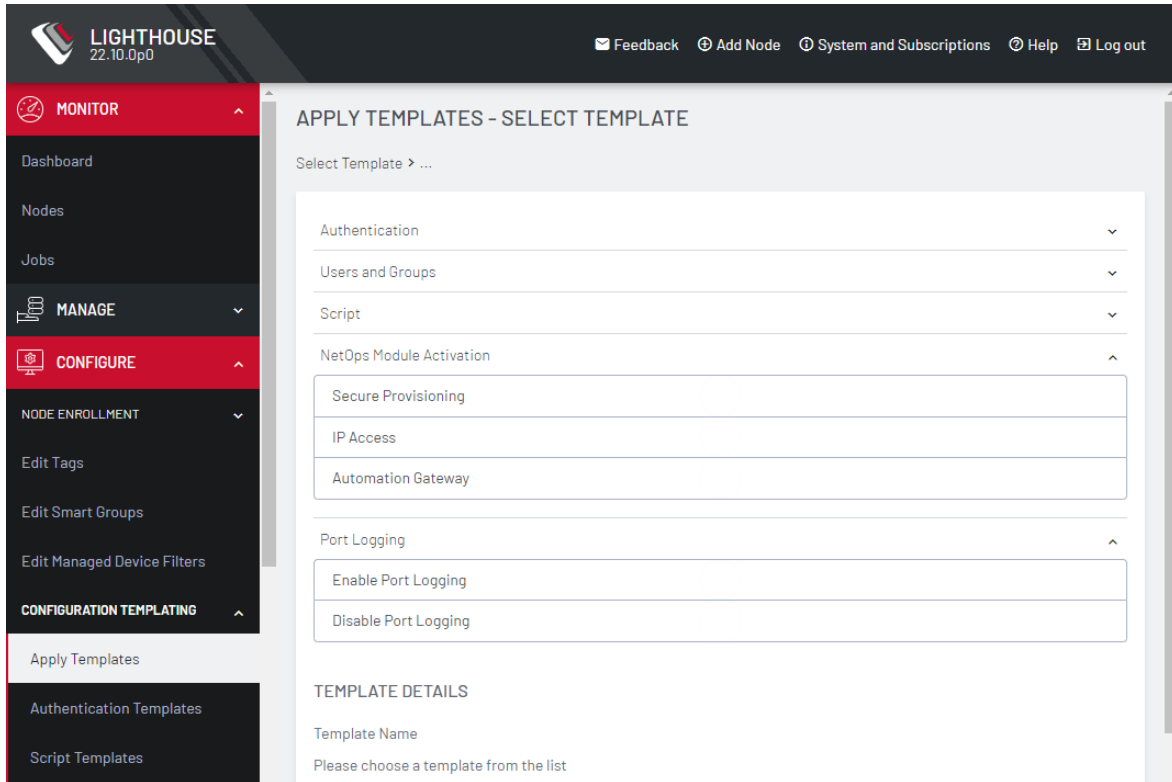 LIGHTHOUSE
22.10.0p0
Feedback
Add Node
System and Subscriptions
Help
Log out
MONITOR
Dashboard
Nodes
Jobs
MANAGE
CONFIGURE
NODE ENROLLMENT
Edit Tags
Edit Smart Groups
Edit Managed Device Filters
CONFIGURATION TEMPLATING
Apply Templates
Authentication Templates
Script Templates
APPLY TEMPLATES - SELECT TEMPLATE
Select Template > ...
Authentication
Users and Groups
Script
NetOps Module Activation
Secure Provisioning
IP Access
Automation Gateway
Port Logging
Enable Port Logging
Disable Port Logging
TEMPLATE DETAILS
Template Name
Please choose a template from the list